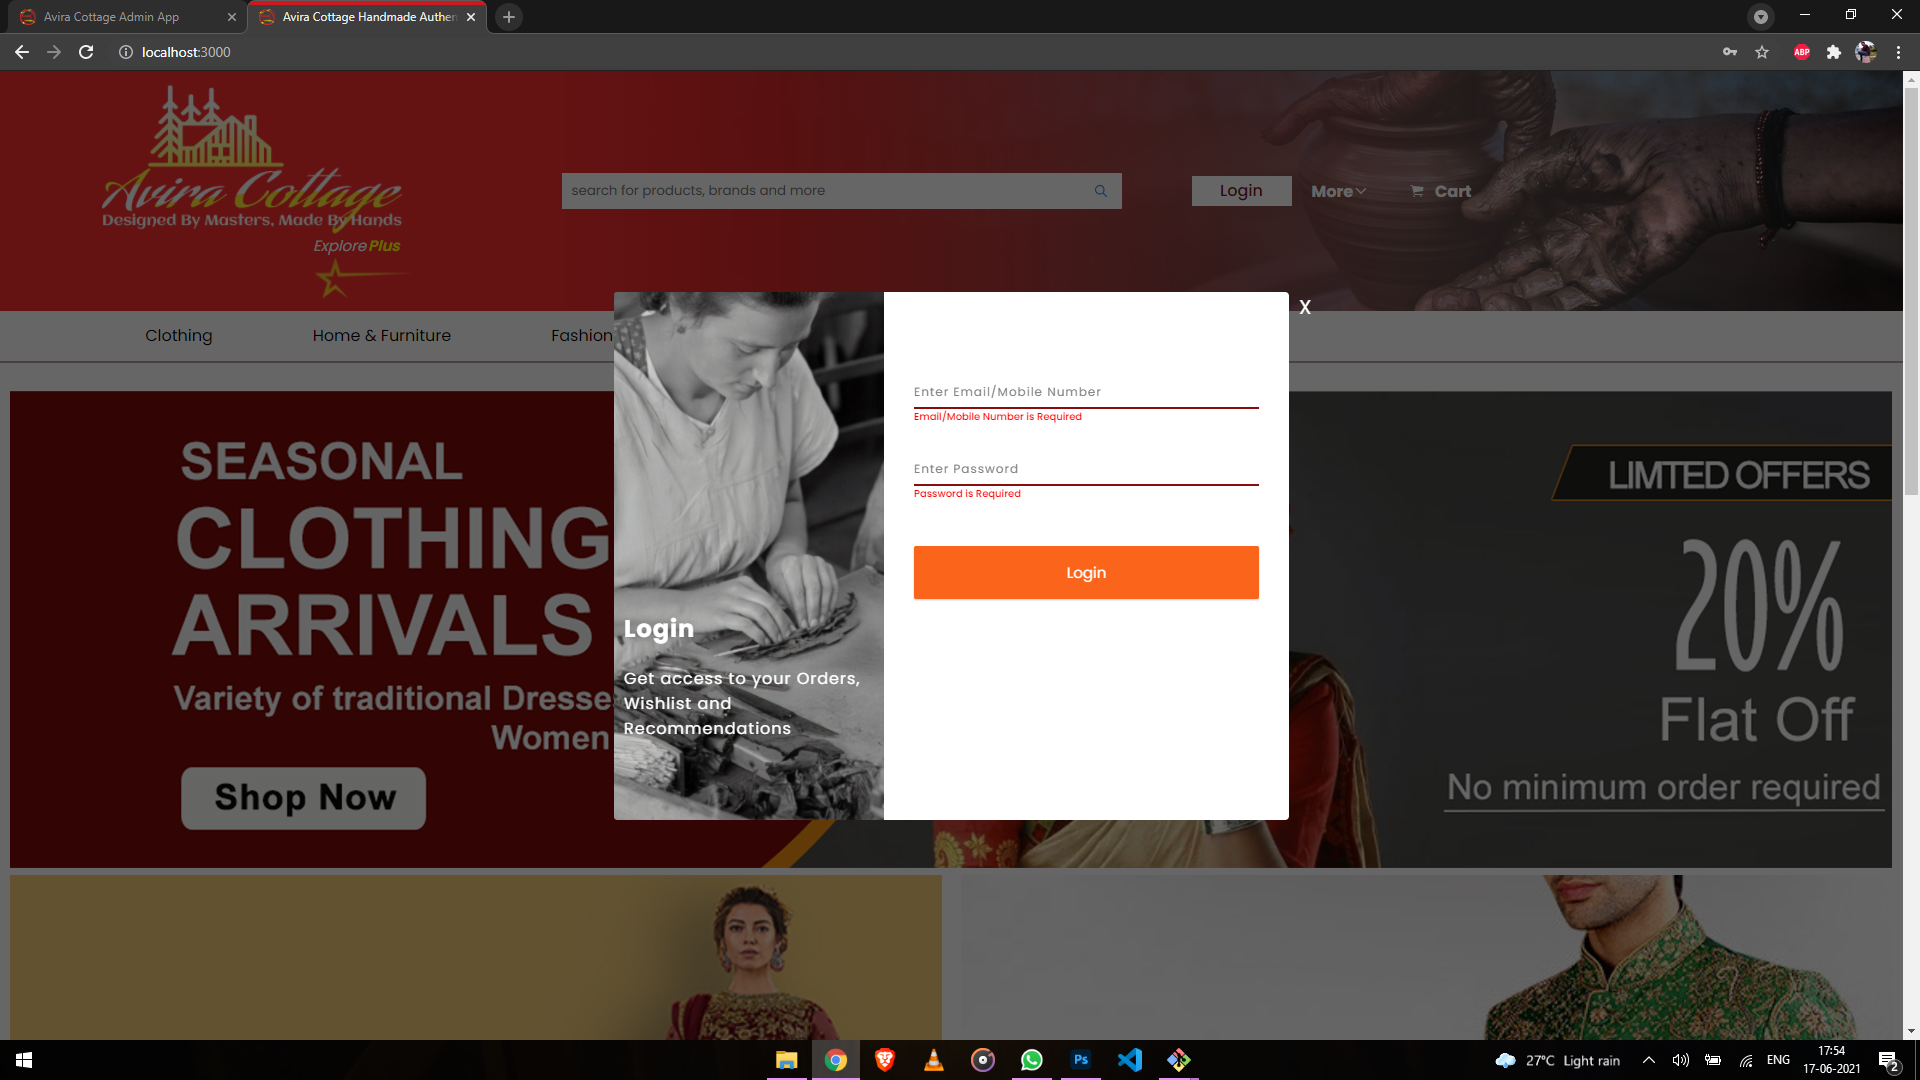 Avira Cottage Admin App
Avira Cottage Handmade Authen
localhost:3000
ABP
Avira Cottage
Designed By Masters, Made By Hands
Explore Plus
search for products, brands and more
Login
More
Cart
Clothing
Home & Furniture
Fashion
X
Enter Email/Mobile Number
Email/Mobile Number is Required
Enter Password
Password is Required
Login
Login
Get access to your Orders,
Wishlist and
Recommendations
SEASONAL
CLOTHING
ARRIVALS
Variety of traditional Dresse
Women
Shop Now
LIMTED OFFERS
20%
Flat Off
No minimum order required
Ps
27°C Light rain
ENG
17:54
17-06-2021
2